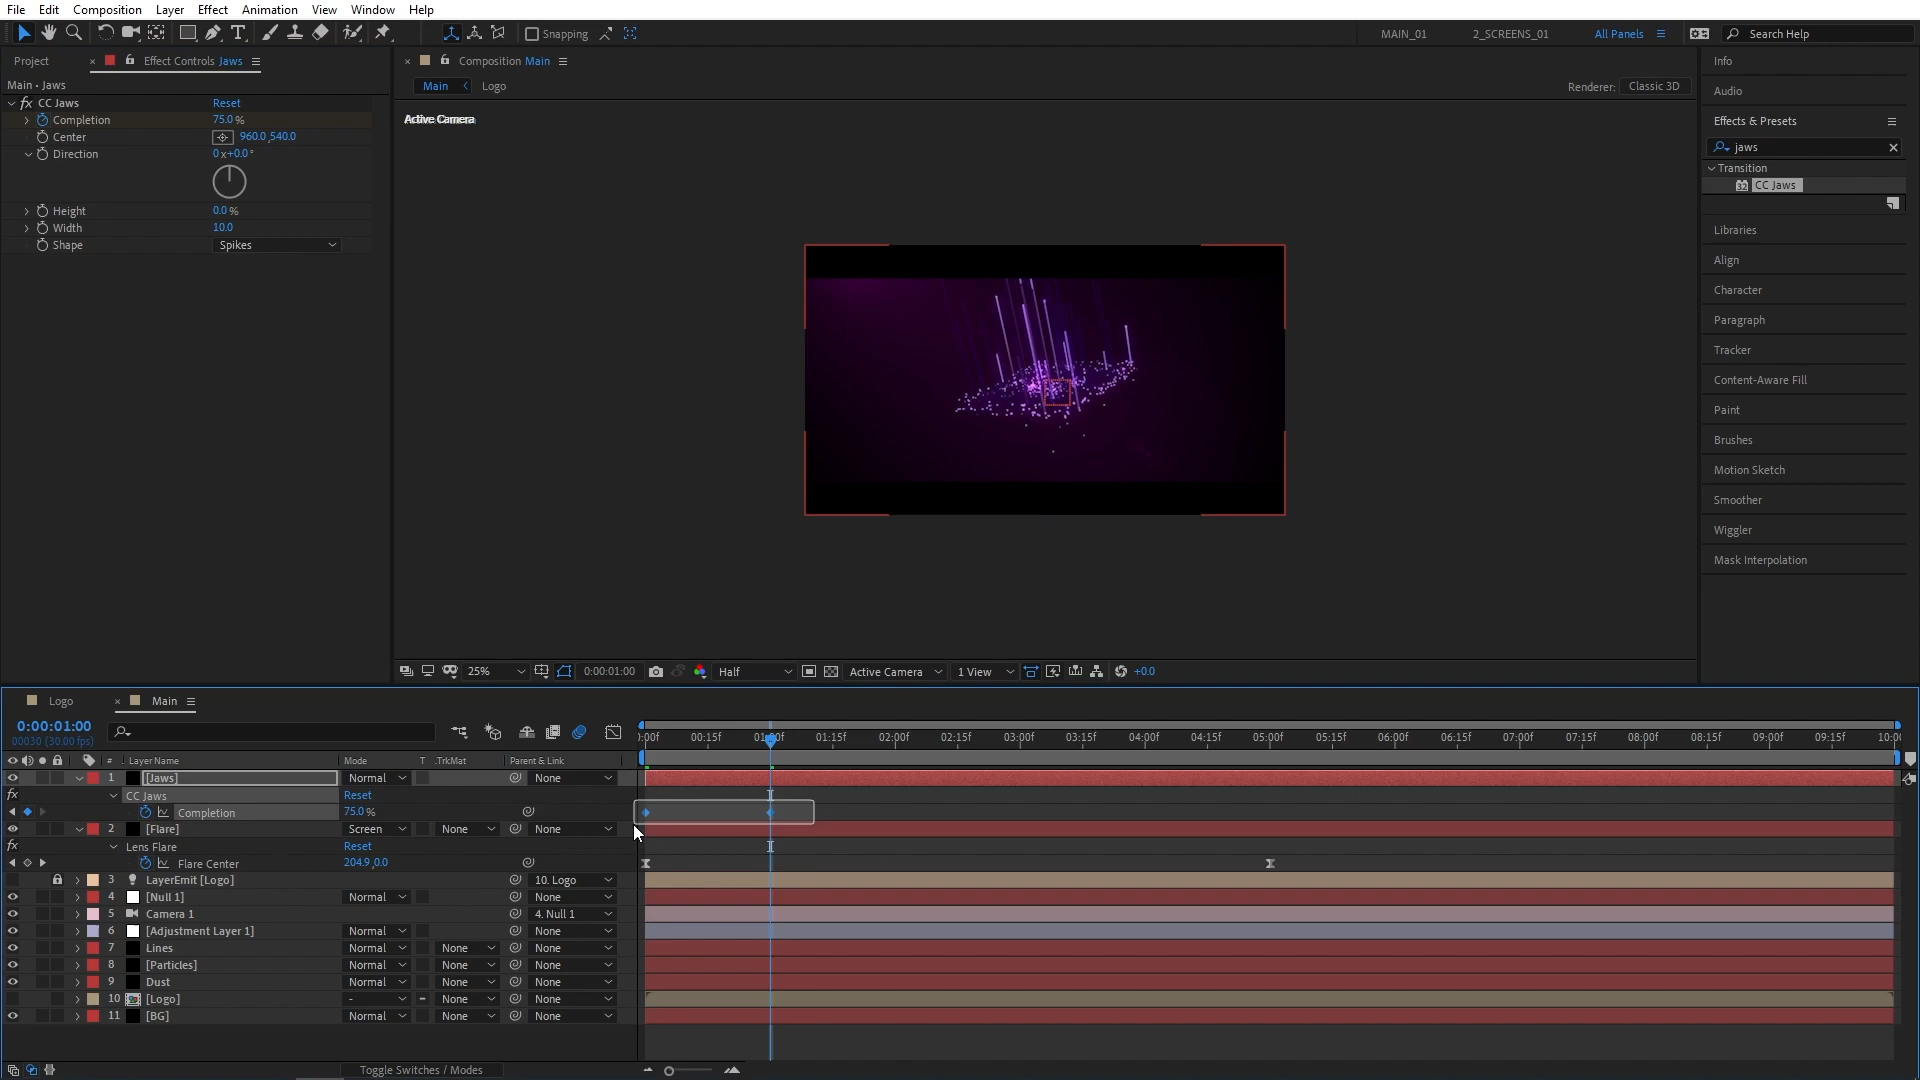 File Edit Composition Layer Effect Animation View Window Help
Snapping
MAIN_01 2_SCREENS_01 All Panels Search Help
Project Effect Controls Jaws
Composition Main
Main • Jaws
Main Logo
Renderer: Classic 3D
fx CC Jaws Reset
Completion 75.0 %
Center 960.0 ,540.0
Direction 0 x+0.0 °
Height 0.0 %
Width 10.0
Shape Spikes
Active Camera
Info
Audio
Effects & Presets
jaws
Transition
32 CC Jaws
Libraries
Align
Character
Paragraph
Tracker
Content-Aware Fill
Paint
Brushes
Motion Sketch
Smoother
Wiggler
Mask Interpolation
25% 0:00:01:00 Half Active Camera 1 View +0.0
Logo Main
0:00:01:00
00030 (30.00 fps)
):00f 00:15f 01:00f 01:15f 02:00f 02:15f 03:00f 03:15f 04:00f 04:15f 05:00f 05:15f 06:00f 06:15f 07:00f 07:15f 08:00f 08:15f 09:00f 09:15f 10:0(
# Layer Name Mode T .TrkMat Parent & Link
1 [Jaws] Normal None
fx CC Jaws Reset
Completion 75.0 %
2 [Flare] Screen None None
fx Lens Flare Reset
Flare Center 204.9 ,0.0
3 LayerEmit [Logo] 10. Logo
4 [Null 1] Normal None
5 Camera 1 4. Null 1
6 [Adjustment Layer 1] Normal None
7 Lines Normal None None
8 [Particles] Normal None None
9 Dust Normal None None
10 [Logo] - None None
11 [BG] Normal None None
Toggle Switches / Modes